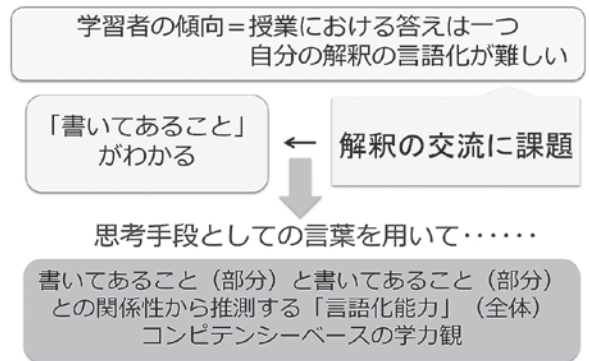 学習者の傾向＝授業における答えは一つ
自分の解釈の言語化が難しい
「書いてあること」
がわかる
←
解釈の交流に課題
思考手段としての言葉を用いて‥‥‥
書いてあること（部分）と書いてあること（部分）
との関係性から推測する「言語化能力」（全体）
コンピテンシーベースの学力観